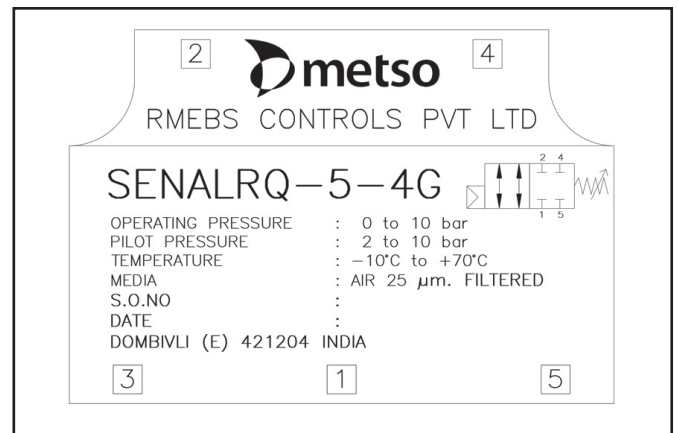 2 metso 4
RMEBS CONTROLS PVT LTD
SENALRQ-5-4G
2 4
1 5
OPERATING PRESSURE : 0 to 10 bar
PILOT PRESSURE : 2 to 10 bar
TEMPERATURE : -10°C to +70°C
MEDIA : AIR 25 µm. FILTERED
S.O.NO :
DATE :
DOMBIVLI (E) 421204 INDIA
3 1 5